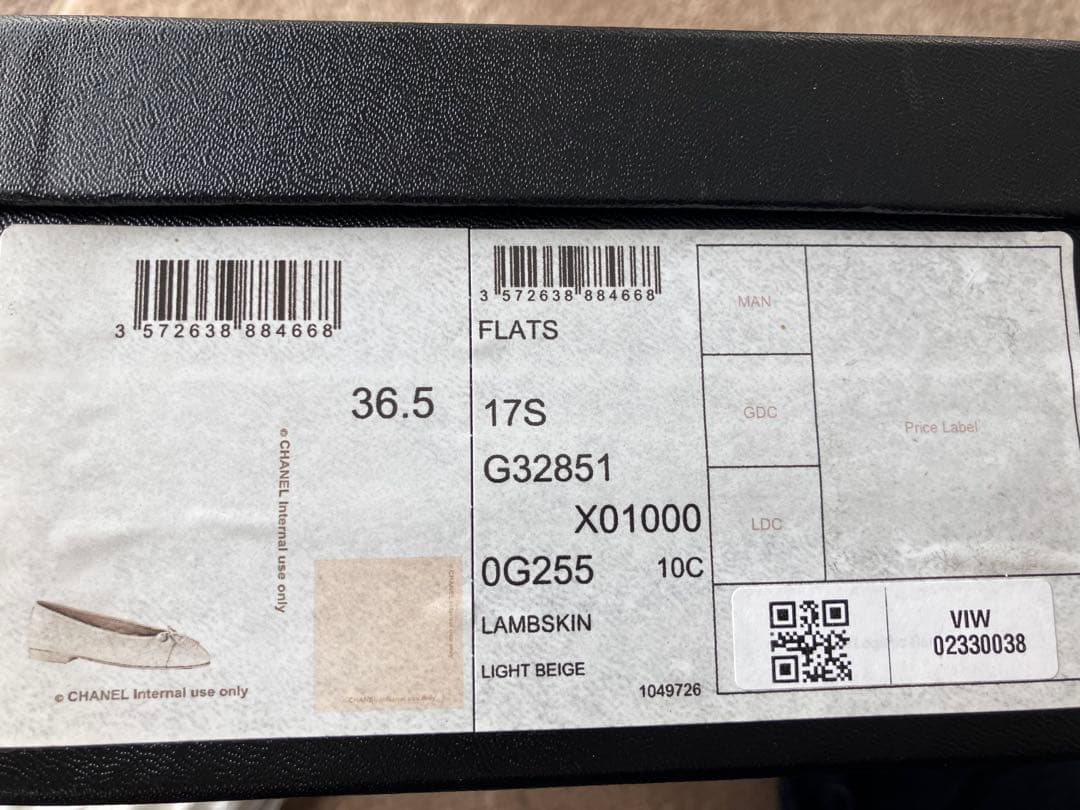 3 572638 884668
36.5
© CHANEL Internal use only
© CHANEL Internal use only
3 572638 884668
FLATS
17S
G32851
X01000
0G255 10C
LAMBSKIN
LIGHT BEIGE
1049726
MAN
GDC
LDC
Price Label
VIW
02330038